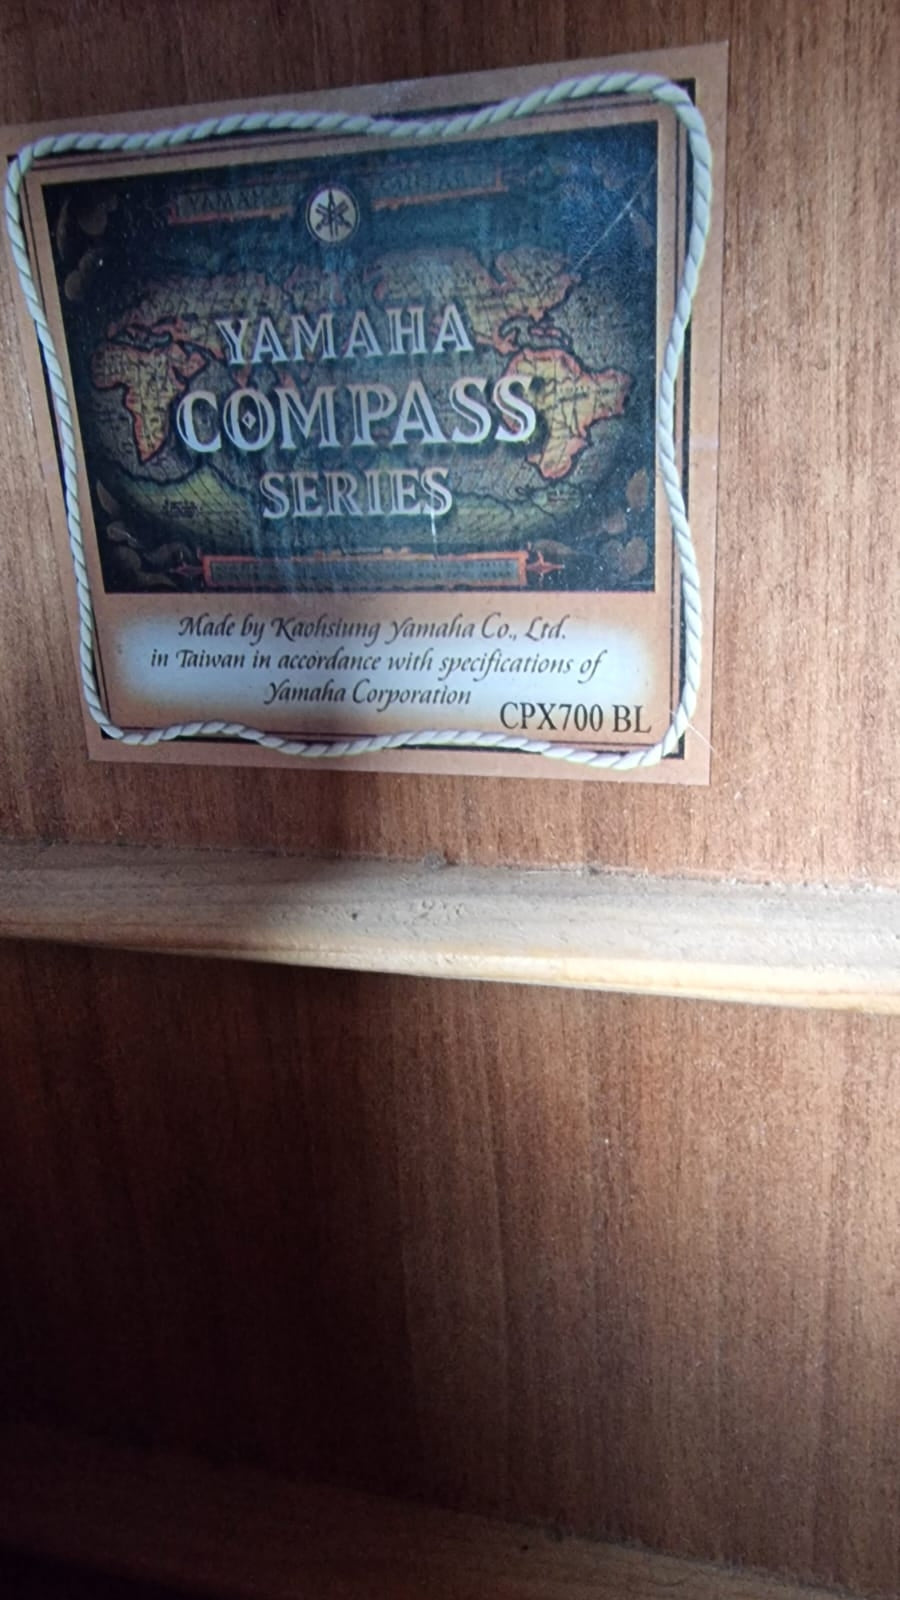 YAMAHA
YAMAHA
COMPASS
SERIES
Made by Kaohsiung Yamaha Co., Ltd.
in Taiwan in accordance with specifications of
Yamaha Corporation
CPX700 BL